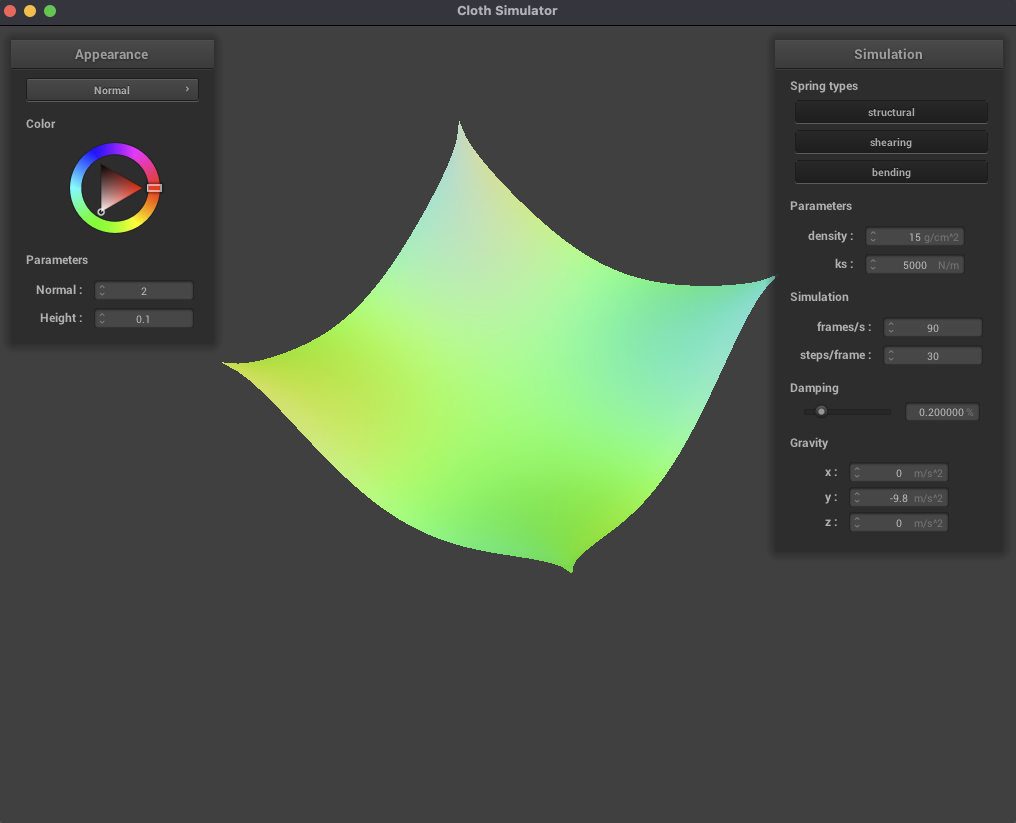 Cloth Simulator
Appearance
Normal
Color
Parameters
Normal : 2
Height : 0.1
Simulation
Spring types
structural
shearing
bending
Parameters
density : 15 g/cm^2
ks : 5000 N/m
Simulation
frames/s : 90
steps/frame : 30
Damping
0.200000 %
Gravity
x : 0 m/s^2
y : -9.8 m/s^2
z : 0 m/s^2